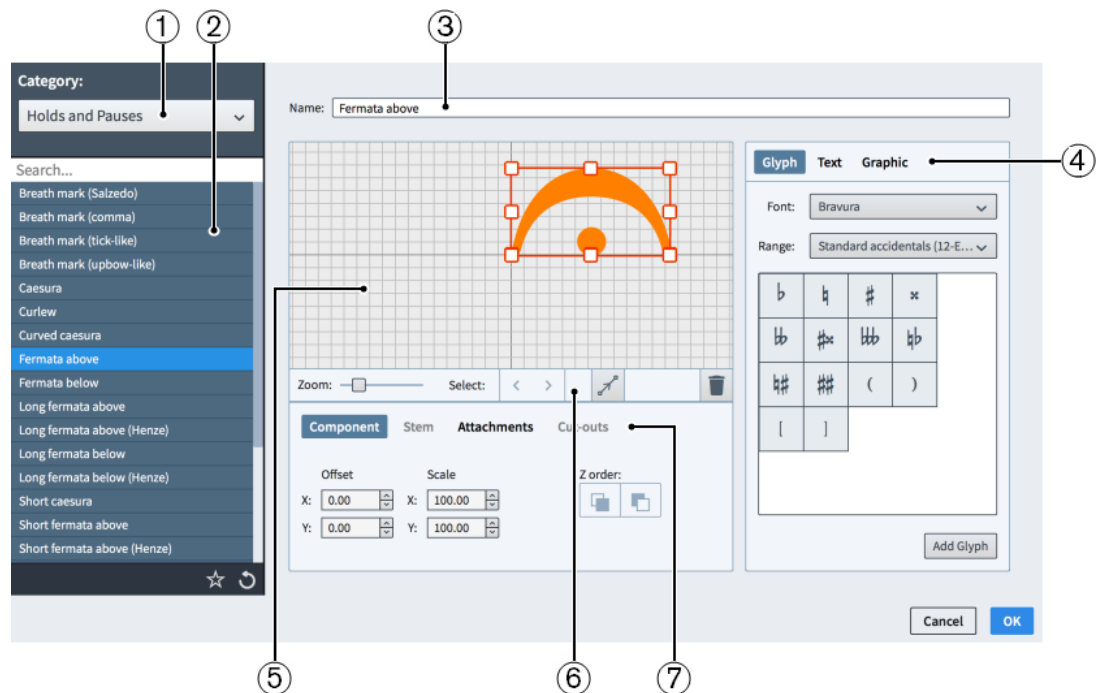 ① ② ③
Category:
Holds and Pauses
Name: Fermata above
Search...
Breath mark (Salzedo)
Breath mark (comma)
Breath mark (tick-like)
Breath mark (upbow-like)
Caesura
Curlew
Curved caesura
Fermata above
Fermata below
Long fermata above
Long fermata above (Henze)
Long fermata below
Long fermata below (Henze)
Short caesura
Short fermata above
Short fermata above (Henze)
Zoom: Select: < >
Component Stem Attachments Cut-outs
Offset Scale Z order:
X: 0.00 X: 100.00
Y: 0.00 Y: 100.00
Glyph Text Graphic ④
Font: Bravura
Range: Standard accidentals (12-E...
( )
[ ]
Add Glyph
Cancel OK
⑤ ⑥ ⑦